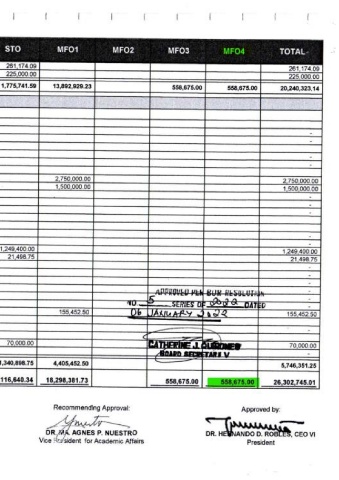 STO MFO1 MFO2 MFO3 MFO4 TOTAL-
261,174.09 261,174.09
225,000.00 225,000.00
1,775,741.59 13,892,929.23 558,675.00 558,675.00 20,240,323.14
2,750,000.00 2,750,000.00
1,500,000.00 1,500,000.00
1,249,400.00 1,249,400.00
21,498.75 21,498.75
APPROVED PER BOR RESOLUTION
NO 5 SERIES OF 2022 DATED
155,452.50 06 JANUARY 2022 155,452.50
70,000.00 CATHERINE J. 70,000.00
BOARD SECRETARY V
1,340,898.75 4,405,452.50 5,746,351.25
116,640.34 18,298,381.73 558,675.00 558,675.00 26,302,745.01
Recommending Approval: Approved by:
DR. MA. AGNES P. NUESTRO DR. HERNANDO D. ROBLES, CEO VI
Vice President for Academic Affairs President